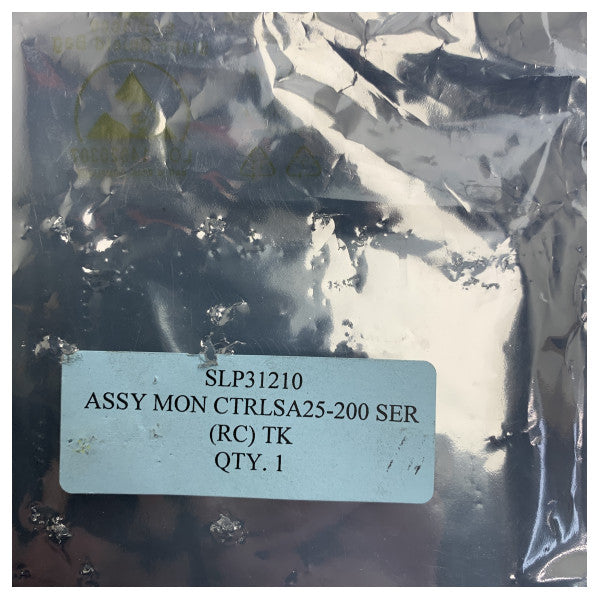 SLP31210
ASSY MON CTRLSA25-200 SER
(RC) TK
QTY. 1